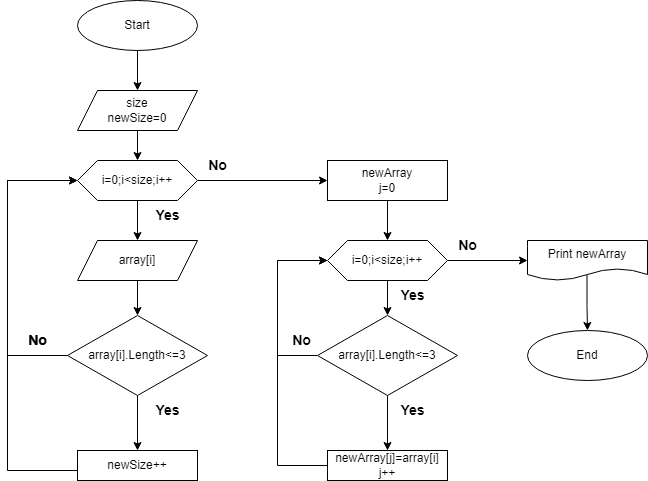 Start
size
newSize=0
i=0;i<size;i++
No
Yes
array[i]
array[i].Length<=3
No
Yes
newSize++
newArray
j=0
i=0;i<size;i++
No
Yes
array[i].Length<=3
No
Yes
newArray[j]=array[i]
j++
Print newArray
End